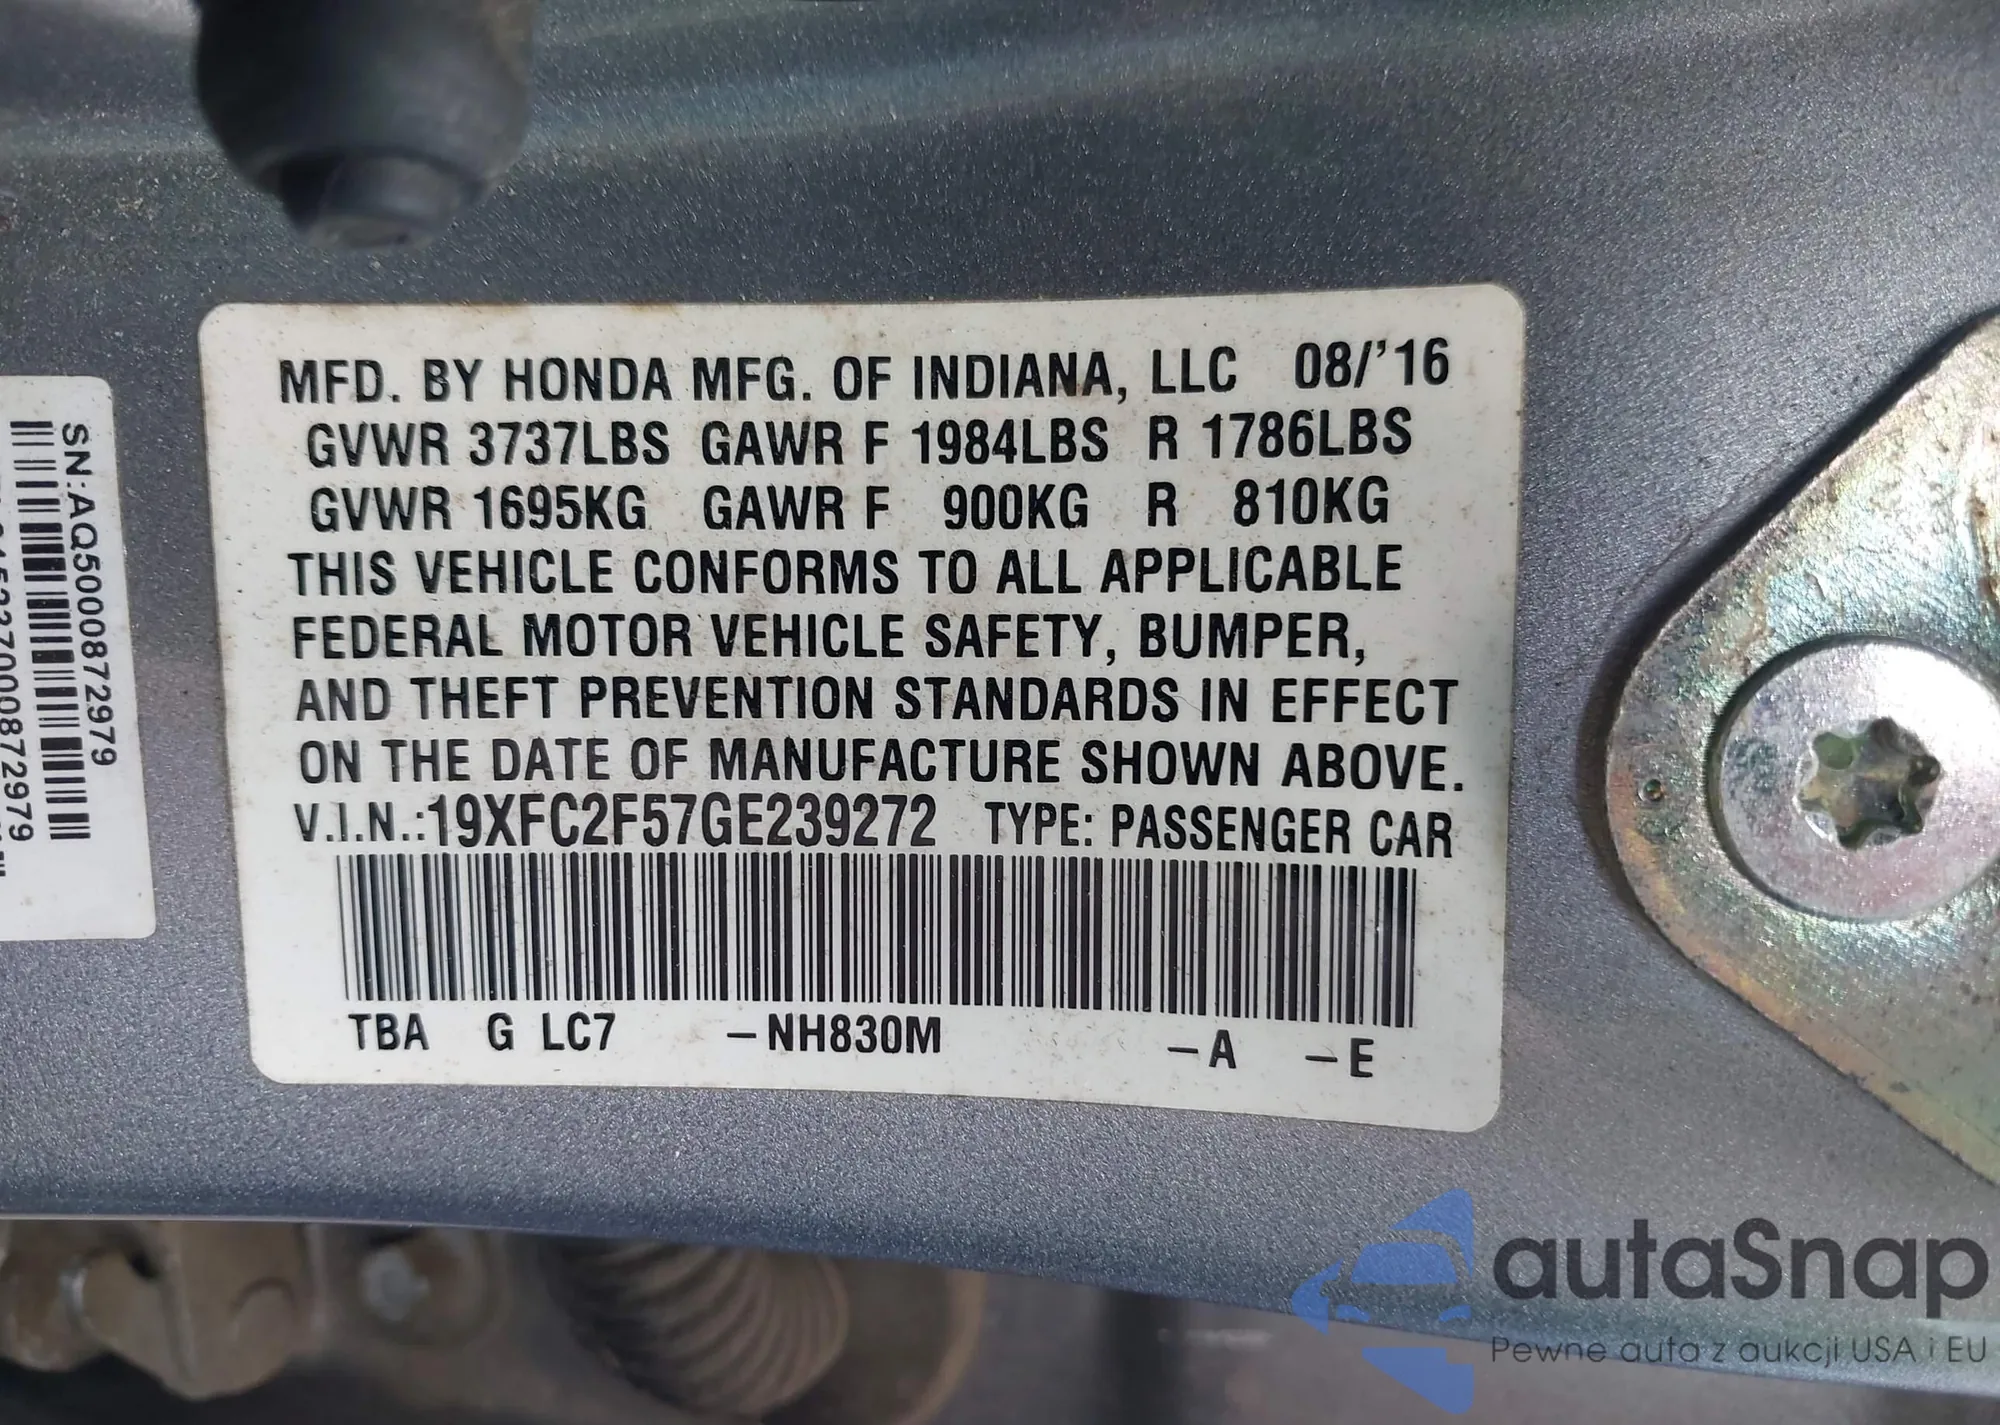 MFD. BY HONDA MFG. OF INDIANA, LLC 08/'16
GVWR 3737LBS GAWR F 1984LBS R 1786LBS
GVWR 1695KG GAWR F 900KG R 810KG
THIS VEHICLE CONFORMS TO ALL APPLICABLE
FEDERAL MOTOR VEHICLE SAFETY, BUMPER,
AND THEFT PREVENTION STANDARDS IN EFFECT
ON THE DATE OF MANUFACTURE SHOWN ABOVE.
V.I.N.:19XFC2F57GE239272 TYPE: PASSENGER CAR
TBA G LC7 –NH830M –A –E
SN:AQ5000872979
autaSnap
Pewne auta z aukcji USA i EU